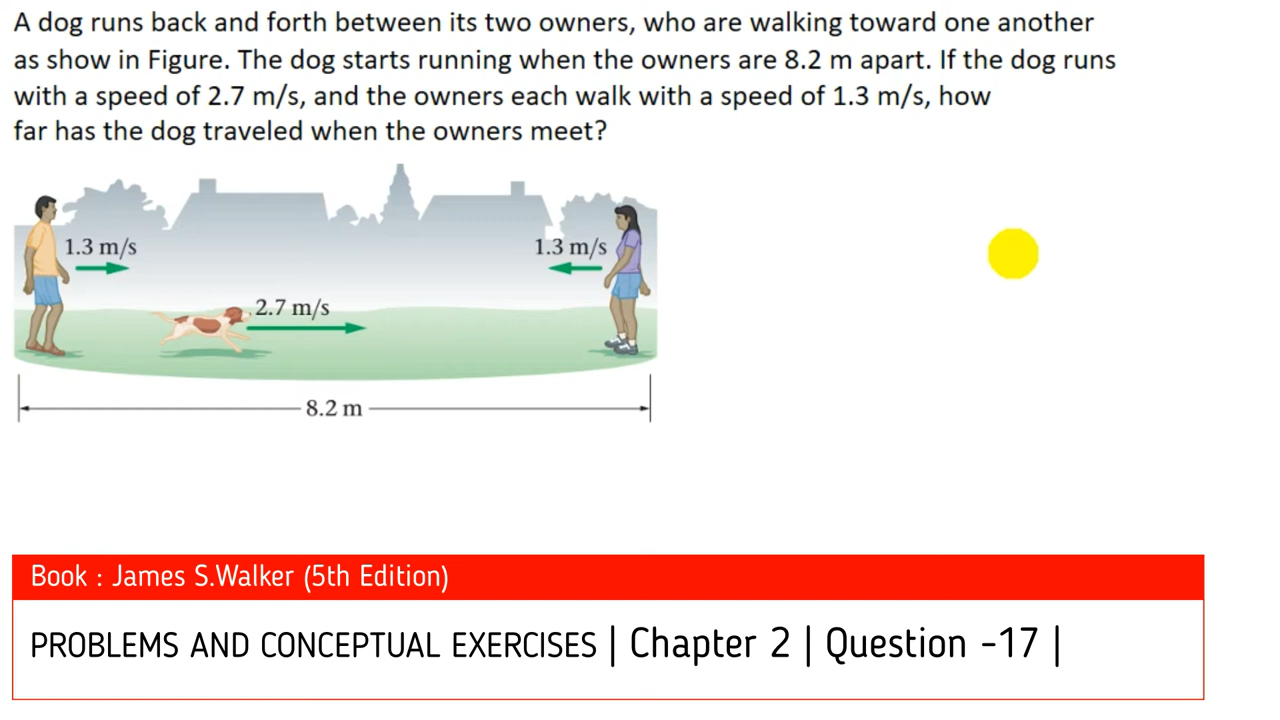 A dog runs back and forth between its two owners, who are walking toward one another
as show in Figure. The dog starts running when the owners are 8.2 m apart. If the dog runs
with a speed of 2.7 m/s, and the owners each walk with a speed of 1.3 m/s, how
far has the dog traveled when the owners meet?
1.3 m/s
1.3 m/s
2.7 m/s
8.2 m
Book : James S.Walker (5th Edition)
PROBLEMS AND CONCEPTUAL EXERCISES | Chapter 2 | Question -17 |